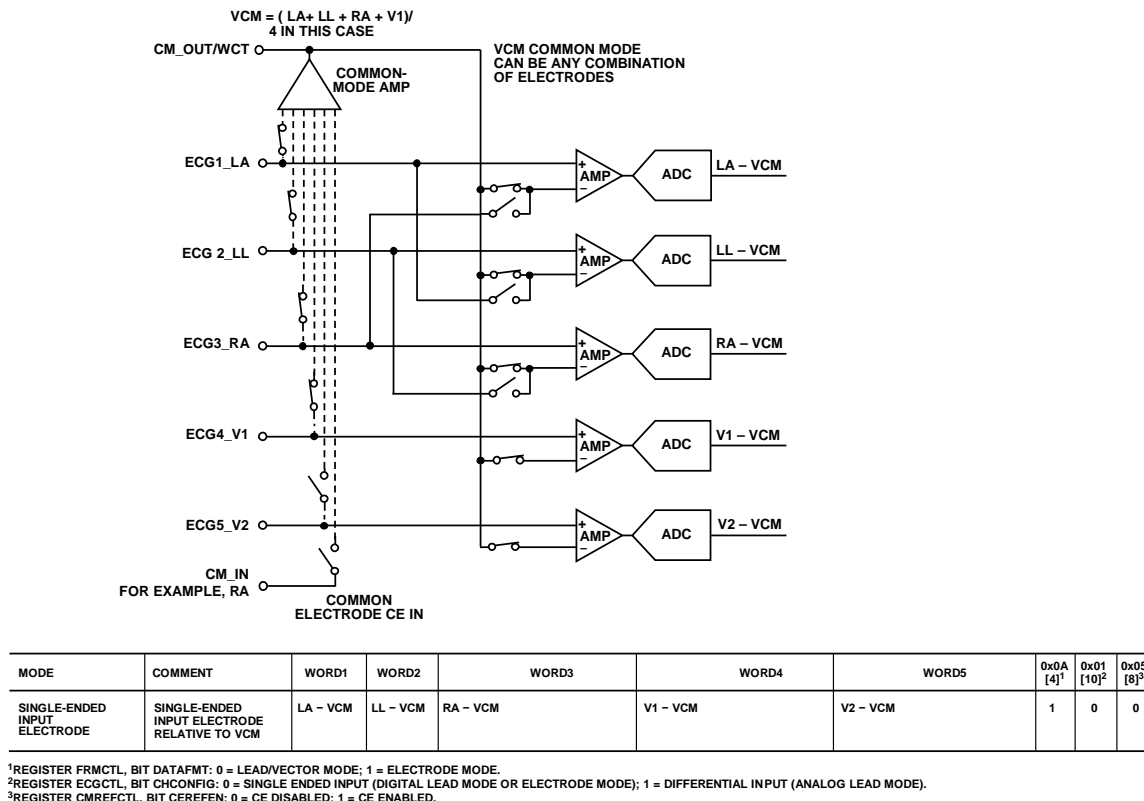 VCM = ( LA+ LL + RA + V1)/
4 IN THIS CASE
CM_OUT/WCT
COMMON-
MODE AMP
VCM COMMON MODE
CAN BE ANY COMBINATION
OF ELECTRODES
ECG1_LA
+
AMP
–
ADC
LA – VCM
ECG 2_LL
+
AMP
–
ADC
LL – VCM
ECG3_RA
+
AMP
–
ADC
RA – VCM
ECG4_V1
+
AMP
–
ADC
V1 – VCM
ECG5_V2
+
AMP
–
ADC
V2 – VCM
CM_IN
FOR EXAMPLE, RA
COMMON
ELECTRODE CE IN
MODE COMMENT WORD1 WORD2 WORD3 WORD4 WORD5 0x0A [4]1 0x01 [10]2 0x05 [8]3
SINGLE-ENDED
INPUT
ELECTRODE
SINGLE-ENDED
INPUT ELECTRODE
RELATIVE TO VCM
LA – VCM LL – VCM RA – VCM V1 – VCM V2 – VCM 1 0 0
1REGISTER FRMCTL, BIT DATAFMT: 0 = LEAD/VECTOR MODE; 1 = ELECTRODE MODE.
2REGISTER ECGCTL, BIT CHCONFIG: 0 = SINGLE ENDED INPUT (DIGITAL LEAD MODE OR ELECTRODE MODE); 1 = DIFFERENTIAL INPUT (ANALOG LEAD MODE).
3REGISTER CMREFCTL, BIT CEREFEN: 0 = CE DISABLED; 1 = CE ENABLED.